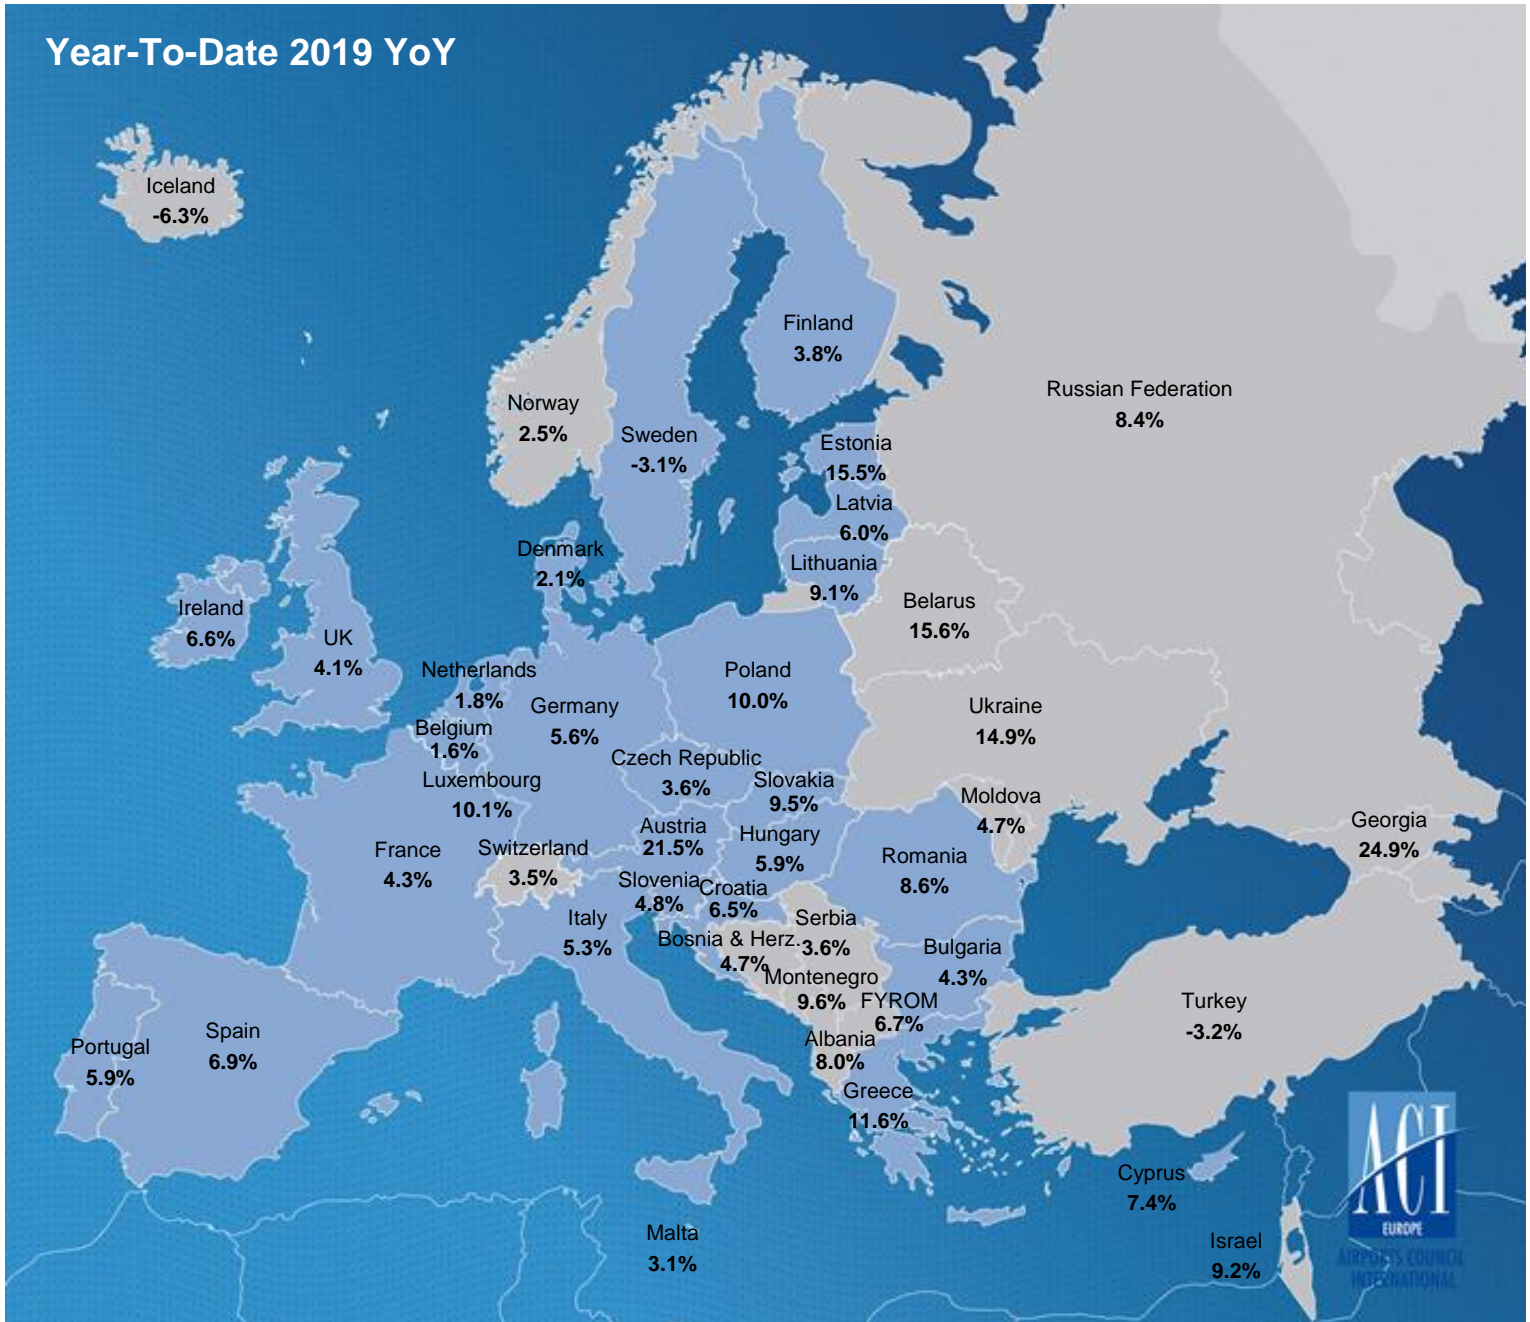 Year-To-Date 2019 YoY
Iceland
-6.3%
Finland
3.8%
Russian Federation
8.4%
Norway
2.5%
Sweden
-3.1%
Estonia
15.5%
Latvia
6.0%
Denmark
2.1%
Lithuania
9.1%
Belarus
15.6%
Ireland
6.6%
UK
4.1%
Netherlands
1.8%
Germany
5.6%
Poland
10.0%
Ukraine
14.9%
Belgium
1.6%
Czech Republic
3.6%
Luxembourg
10.1%
Slovakia
9.5%
Moldova
4.7%
Georgia
24.9%
Austria
21.5%
Hungary
5.9%
France
4.3%
Switzerland
3.5%
Romania
8.6%
Slovenia
4.8%
Croatia
6.5%
Italy
5.3%
Serbia
3.6%
Bosnia & Herz.
4.7%
Bulgaria
4.3%
Montenegro
9.6%
FYROM
6.7%
Turkey
-3.2%
Spain
6.9%
Portugal
5.9%
Albania
8.0%
Greece
11.6%
Cyprus
7.4%
Malta
3.1%
Israel
9.2%
ACI
EUROPE
AIRPORTS COUNCIL
INTERNATIONAL